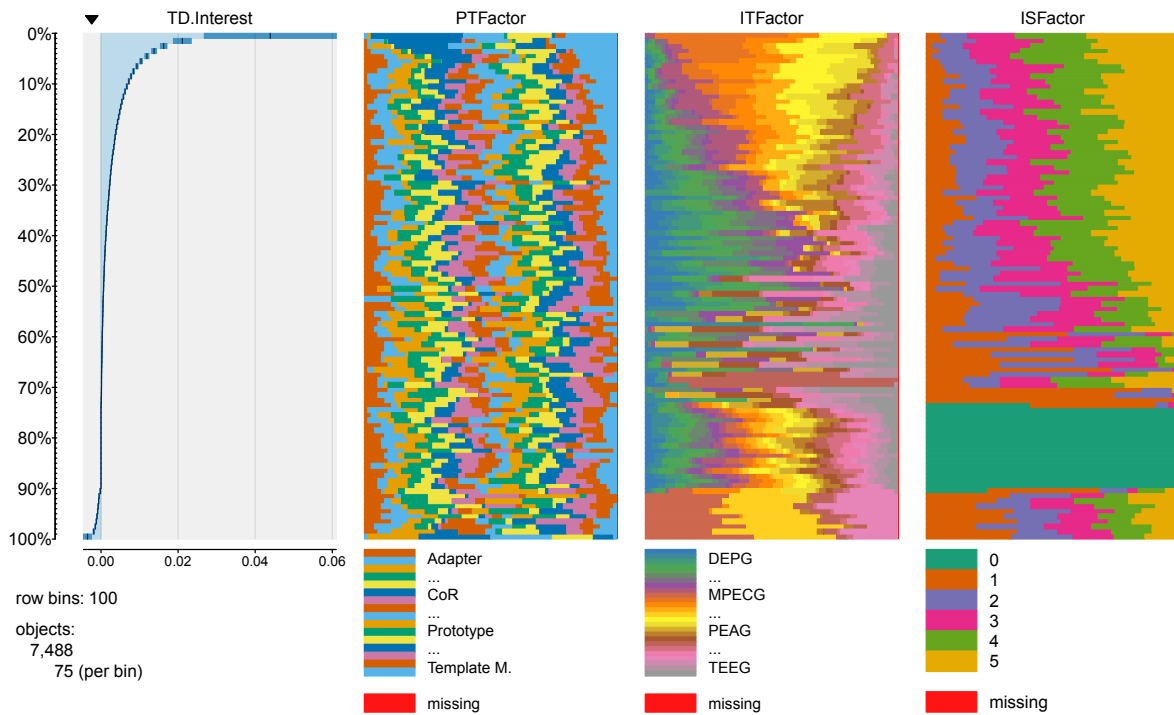 TD.Interest
PTFactor
ITFactor
ISFactor
0%
10%
20%
30%
40%
50%
60%
70%
80%
90%
100%
0.00
0.02
0.04
0.06
row bins: 100
objects:
7,488
75 (per bin)
Adapter
...
CoR
...
Prototype
...
Template M.
missing
DEPG
...
MPECG
...
PEAG
...
TEEG
missing
0
1
2
3
4
5
missing